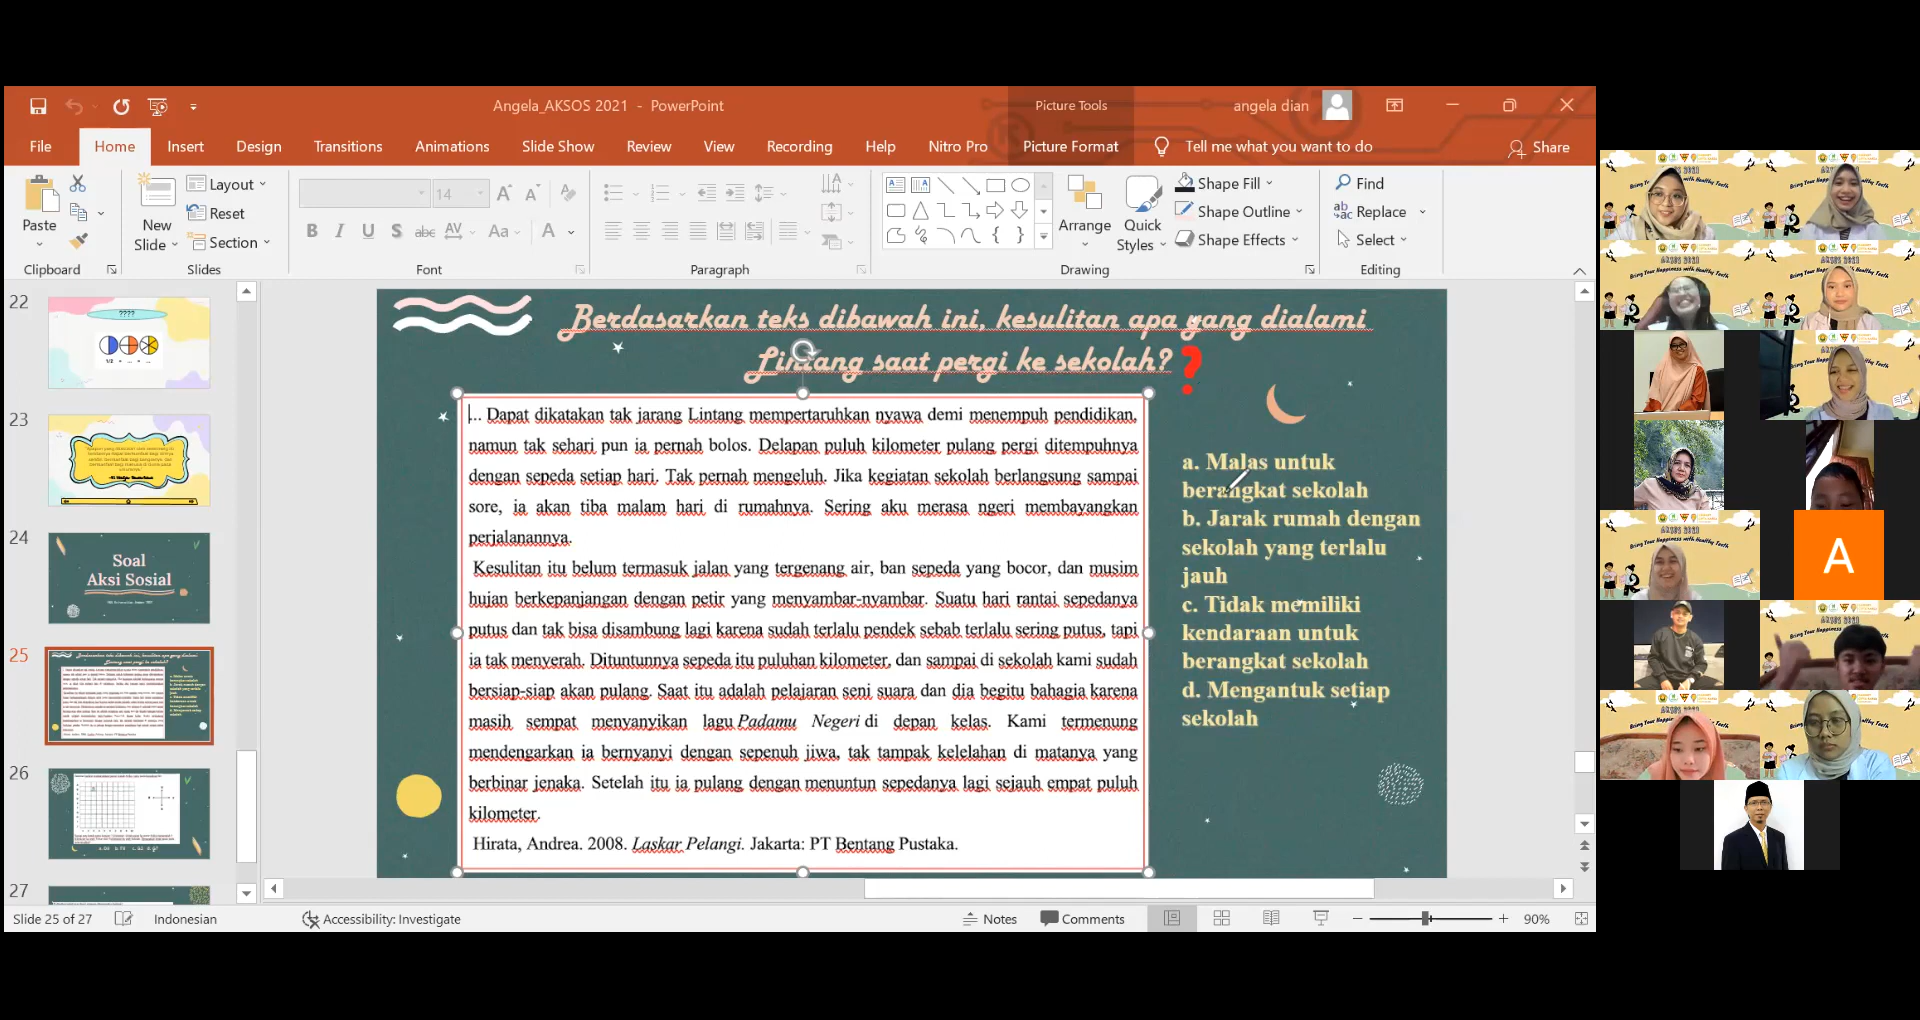 Angela_AKSOS 2021 - PowerPoint
Picture Tools
angela dian
File Home Insert Design Transitions Animations Slide Show Review View Recording Help Nitro Pro Picture Format Tell me what you want to do Share
Paste
Clipboard
New Slide
Layout
Reset
Section
Slides
14
Font
Paragraph
Arrange
Quick Styles
Shape Fill
Shape Outline
Shape Effects
Drawing
Find
Replace
Select
Editing
22
????
23
24
Soal
Aksi Sosial
25
26
27
Berdasarkan teks dibawah ini, kesulitan apa yang dialami
Lintang saat pergi ke sekolah? ?
... Dapat dikatakan tak jarang Lintang mempertaruhkan nyawa demi menempuh pendidikan,
namun tak sehari pun ia pernah bolos. Delapan puluh kilometer pulang pergi ditempuhnya
dengan sepeda setiap hari. Tak pernah mengeluh. Jika kegiatan sekolah berlangsung sampai
sore, ia akan tiba malam hari di rumahnya. Sering aku merasa ngeri membayangkan
perjalanannya.
Kesulitan itu belum termasuk jalan yang tergenang air, ban sepeda yang bocor, dan musim
hujan berkepanjangan dengan petir yang menyambar-nyambar. Suatu hari rantai sepedanya
putus dan tak bisa disambung lagi karena sudah terlalu pendek sebab terlalu sering putus, tapi
ia tak menyerah. Dituntunnya sepeda itu puluhan kilometer, dan sampai di sekolah kami sudah
bersiap-siap akan pulang. Saat itu adalah pelajaran seni suara dan dia begitu bahagia karena
masih sempat menyanyikan lagu Padamu Negeri di depan kelas. Kami termenung
mendengarkan ia bernyanyi dengan sepenuh jiwa, tak tampak kelelahan di matanya yang
berbinar jenaka. Setelah itu ia pulang dengan menuntun sepedanya lagi sejauh empat puluh
kilometer.
Hirata, Andrea. 2008. Laskar Pelangi. Jakarta: PT Bentang Pustaka.
a. Malas untuk
berangkat sekolah
b. Jarak rumah dengan
sekolah yang terlalu
jauh
c. Tidak memiliki
kendaraan untuk
berangkat sekolah
d. Mengantuk setiap
sekolah
Slide 25 of 27
Indonesian
Accessibility: Investigate
Notes
Comments
90%
AKSOS 2021
Bring Your Happiness with Healthy Teeth
A